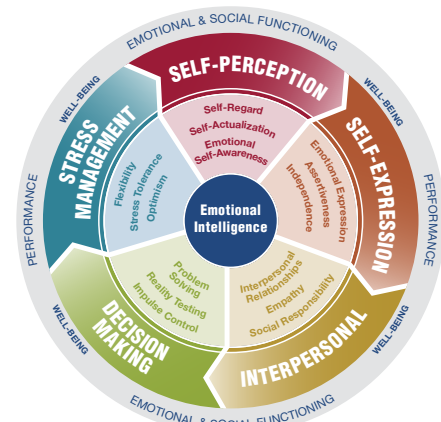 EMOTIONAL & SOCIAL FUNCTIONING
WELL-BEING
WELL-BEING
SELF-PERCEPTION
Self-Regard
Self-Actualization
Emotional
Self-Awareness
STRESS
MANAGEMENT
Flexibility
Stress Tolerance
Optimism
SELF-EXPRESSION
Emotional Expression
Assertiveness
Independence
PERFORMANCE
PERFORMANCE
Emotional
Intelligence
Problem
Solving
Reality Testing
Impulse Control
DECISION
MAKING
Interpersonal
Relationships
Empathy
Social Responsibility
INTERPERSONAL
WELL-BEING
WELL-BEING
EMOTIONAL & SOCIAL FUNCTIONING